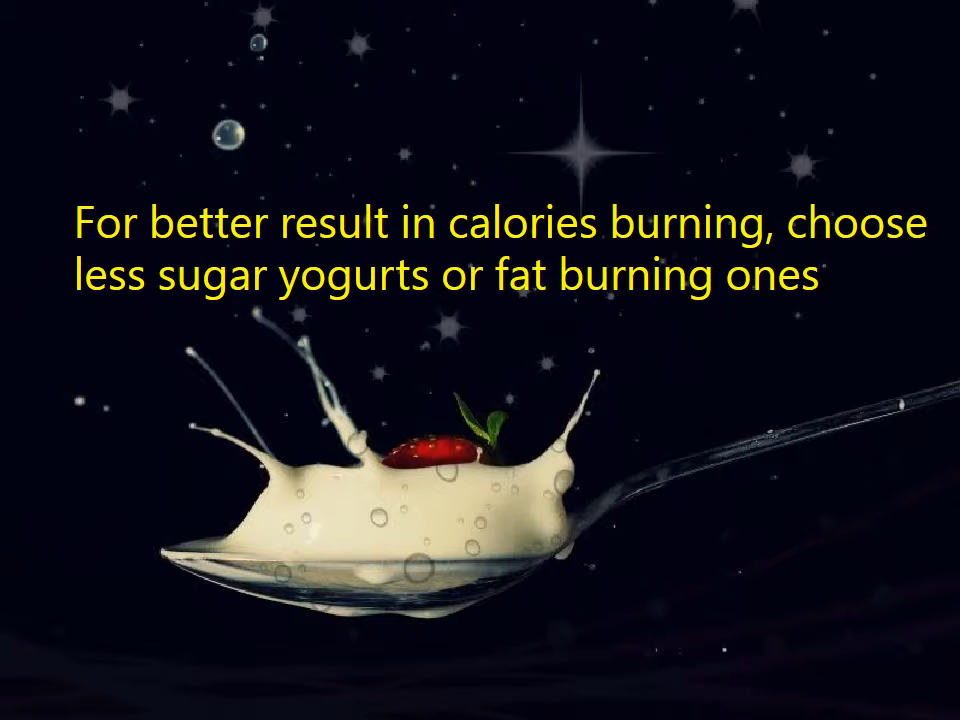 For better result in calories burning, choose
less sugar yogurts or fat burning ones